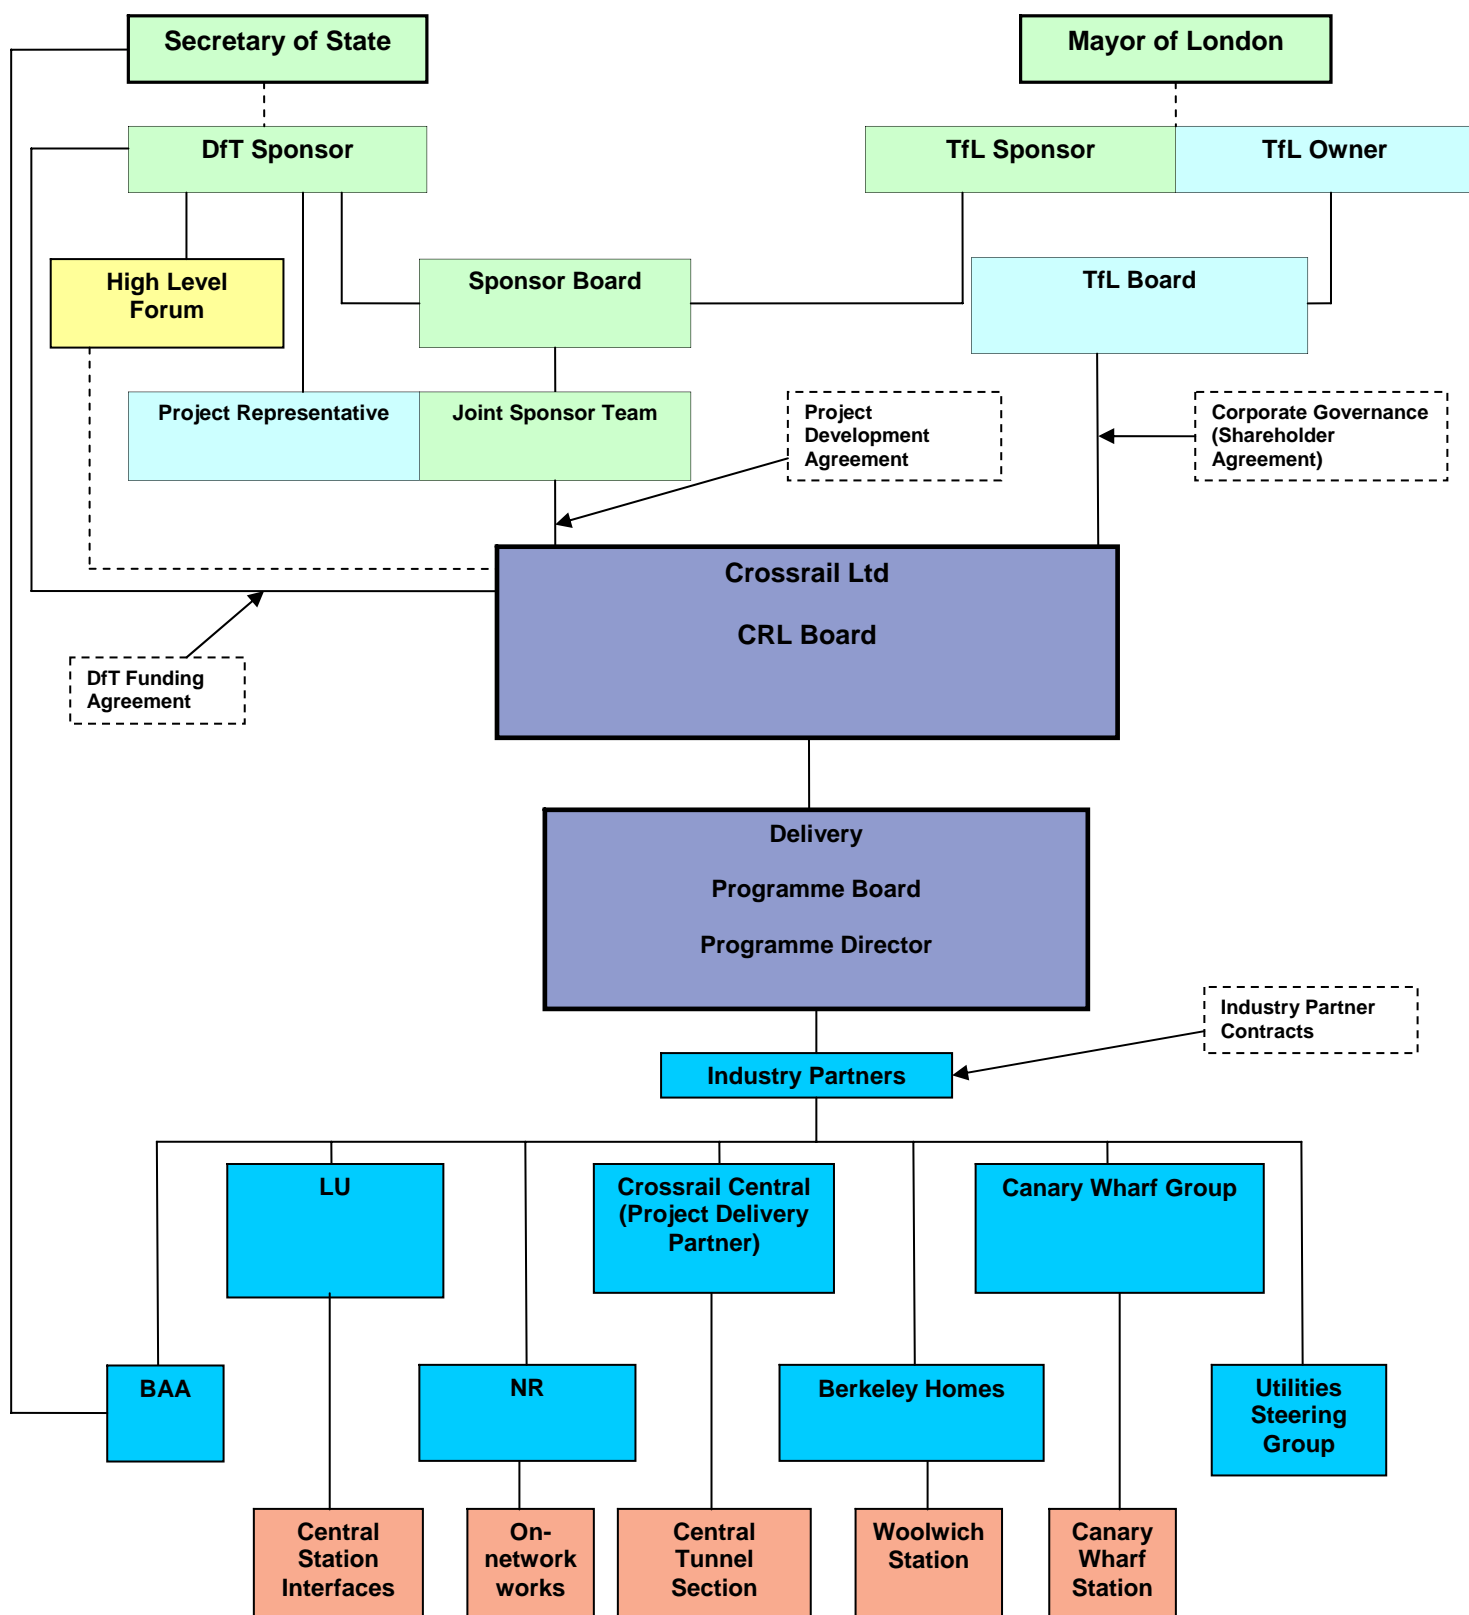 Secretary of State
Mayor of London
DfT Sponsor
TfL Sponsor
TfL Owner
High Level
Forum
Sponsor Board
TfL Board
Project Representative
Joint Sponsor Team
Project
Development
Agreement
Corporate Governance
(Shareholder
Agreement)
Crossrail Ltd
CRL Board
DfT Funding
Agreement
Delivery
Programme Board
Programme Director
Industry Partner
Contracts
Industry Partners
LU
Crossrail Central
(Project Delivery
Partner)
Canary Wharf Group
BAA
NR
Berkeley Homes
Utilities
Steering
Group
Central
Station
Interfaces
On-
network
works
Central
Tunnel
Section
Woolwich
Station
Canary
Wharf
Station